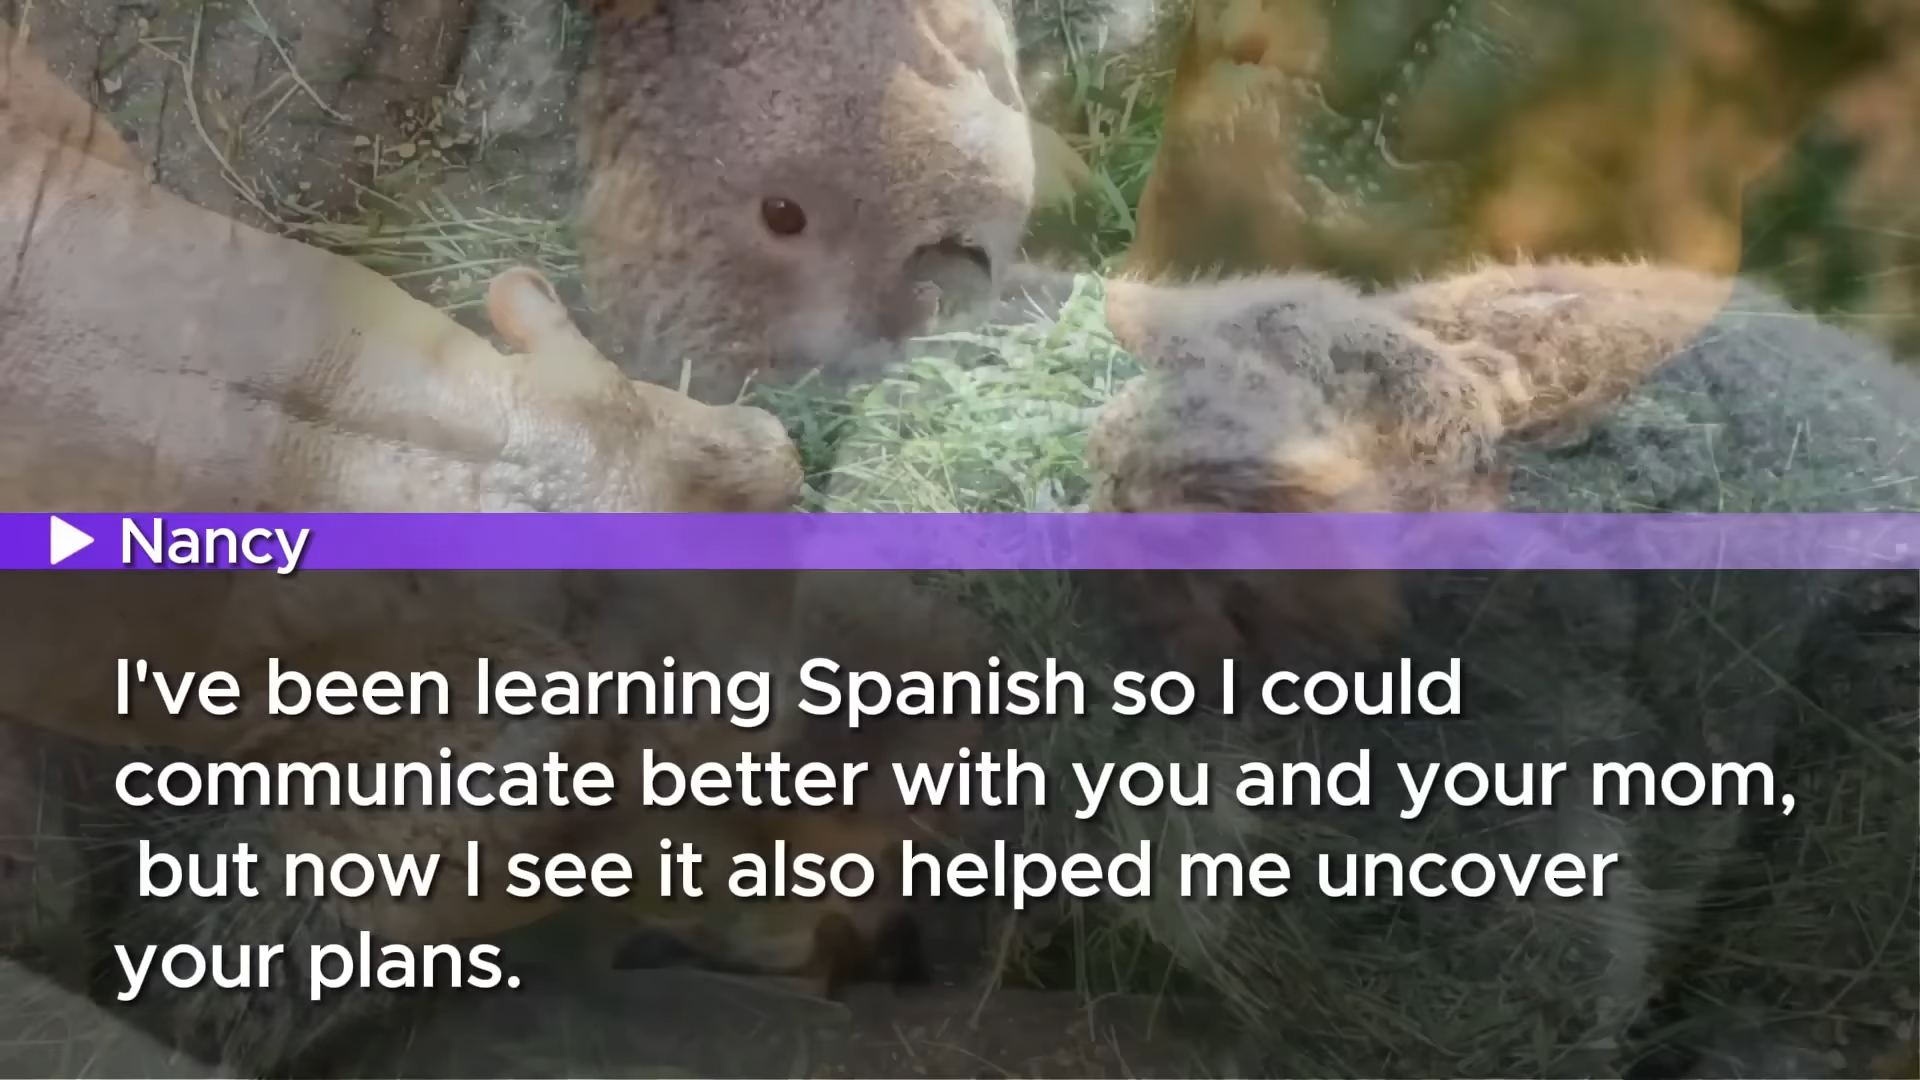 Nancy
I've been learning Spanish so I could
communicate better with you and your mom,
but now I see it also helped me uncover
your plans.